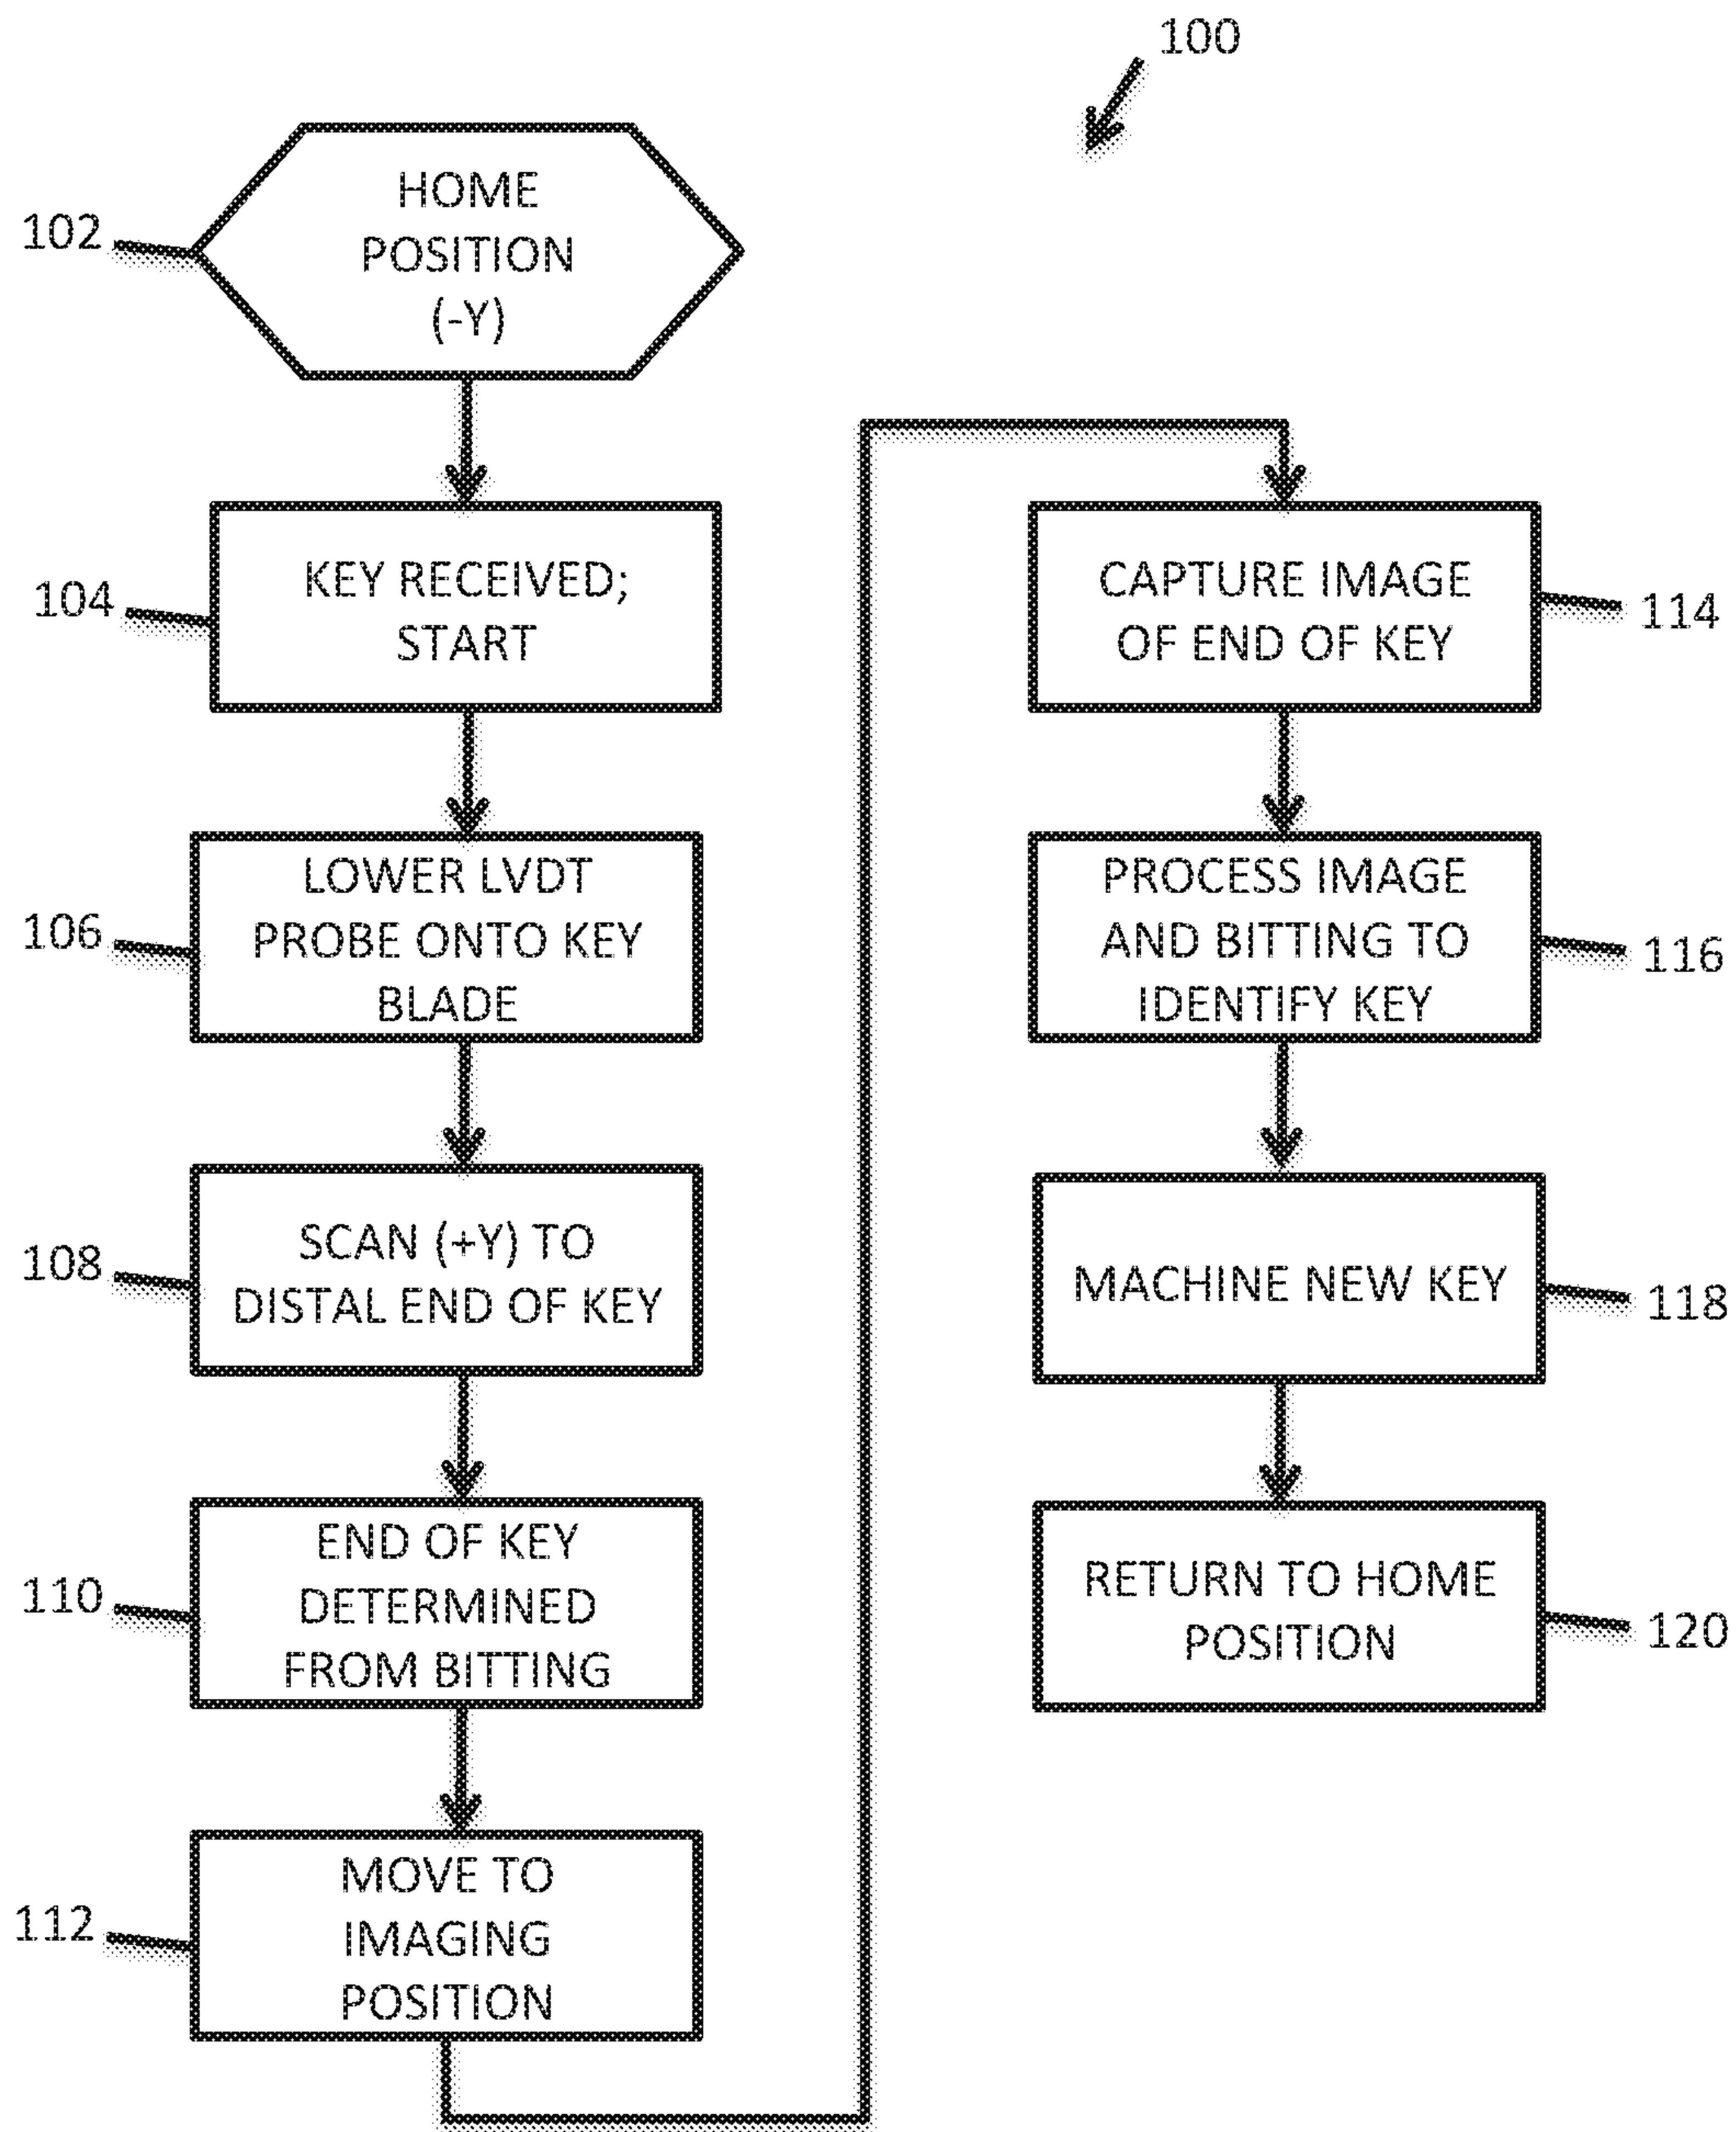 100
102
HOME
POSITION
(-Y)
104
KEY RECEIVED;
START
106
LOWER LVDT
PROBE ONTO KEY
BLADE
108
SCAN (+Y) TO
DISTAL END OF KEY
110
END OF KEY
DETERMINED
FROM BITTING
112
MOVE TO
IMAGING
POSITION
CAPTURE IMAGE
OF END OF KEY
114
PROCESS IMAGE
AND BITTING TO
IDENTIFY KEY
116
MACHINE NEW KEY
118
RETURN TO HOME
POSITION
120